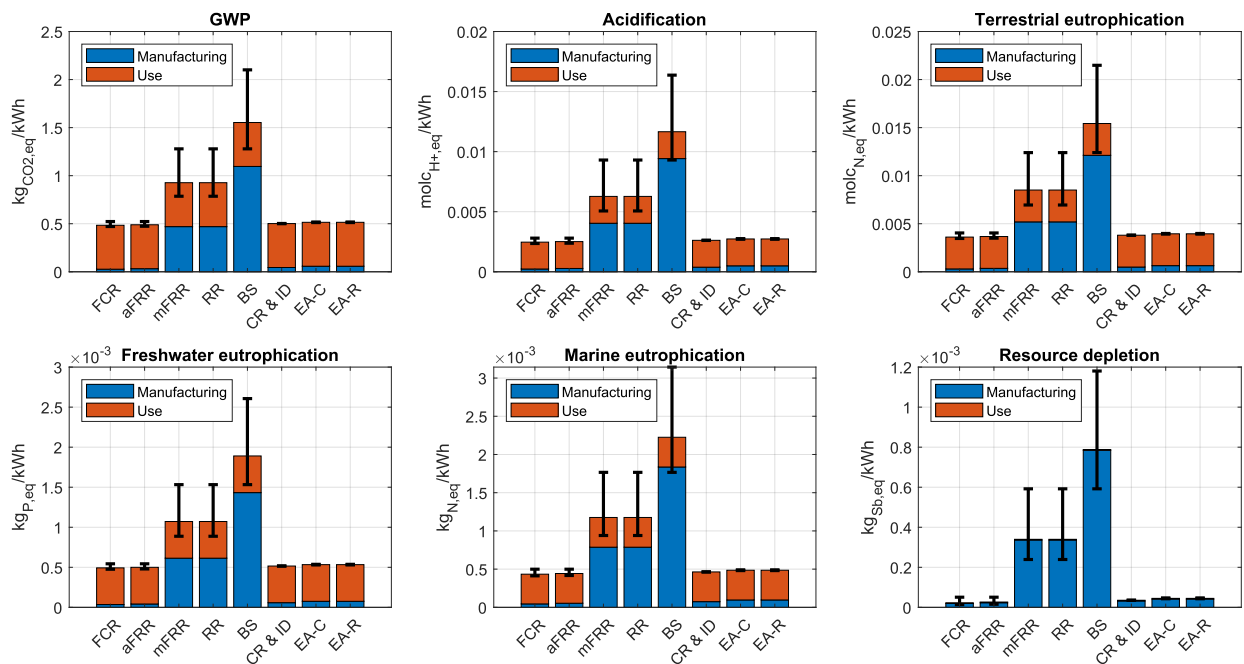 GWP
2.5
2
1.5
1
0.5
0
kgCO2,eq/kWh
Manufacturing
Use
FCR
aFRR
mFRR
RR
BS
CR & ID
EA-C
EA-R
Acidification
0.02
0.015
0.01
0.005
0
molcH+,eq/kWh
Manufacturing
Use
FCR
aFRR
mFRR
RR
BS
CR & ID
EA-C
EA-R
Terrestrial eutrophication
0.025
0.02
0.015
0.01
0.005
0
molcN,eq/kWh
Manufacturing
Use
FCR
aFRR
mFRR
RR
BS
CR & ID
EA-C
EA-R
Freshwater eutrophication
×10-3
3
2.5
2
1.5
1
0.5
0
kgP,eq/kWh
Manufacturing
Use
FCR
aFRR
mFRR
RR
BS
CR & ID
EA-C
EA-R
Marine eutrophication
×10-3
3
2.5
2
1.5
1
0.5
0
kgN,eq/kWh
Manufacturing
Use
FCR
aFRR
mFRR
RR
BS
CR & ID
EA-C
EA-R
Resource depletion
×10-3
1.2
1
0.8
0.6
0.4
0.2
0
kgSb,eq/kWh
Manufacturing
Use
FCR
aFRR
mFRR
RR
BS
CR & ID
EA-C
EA-R